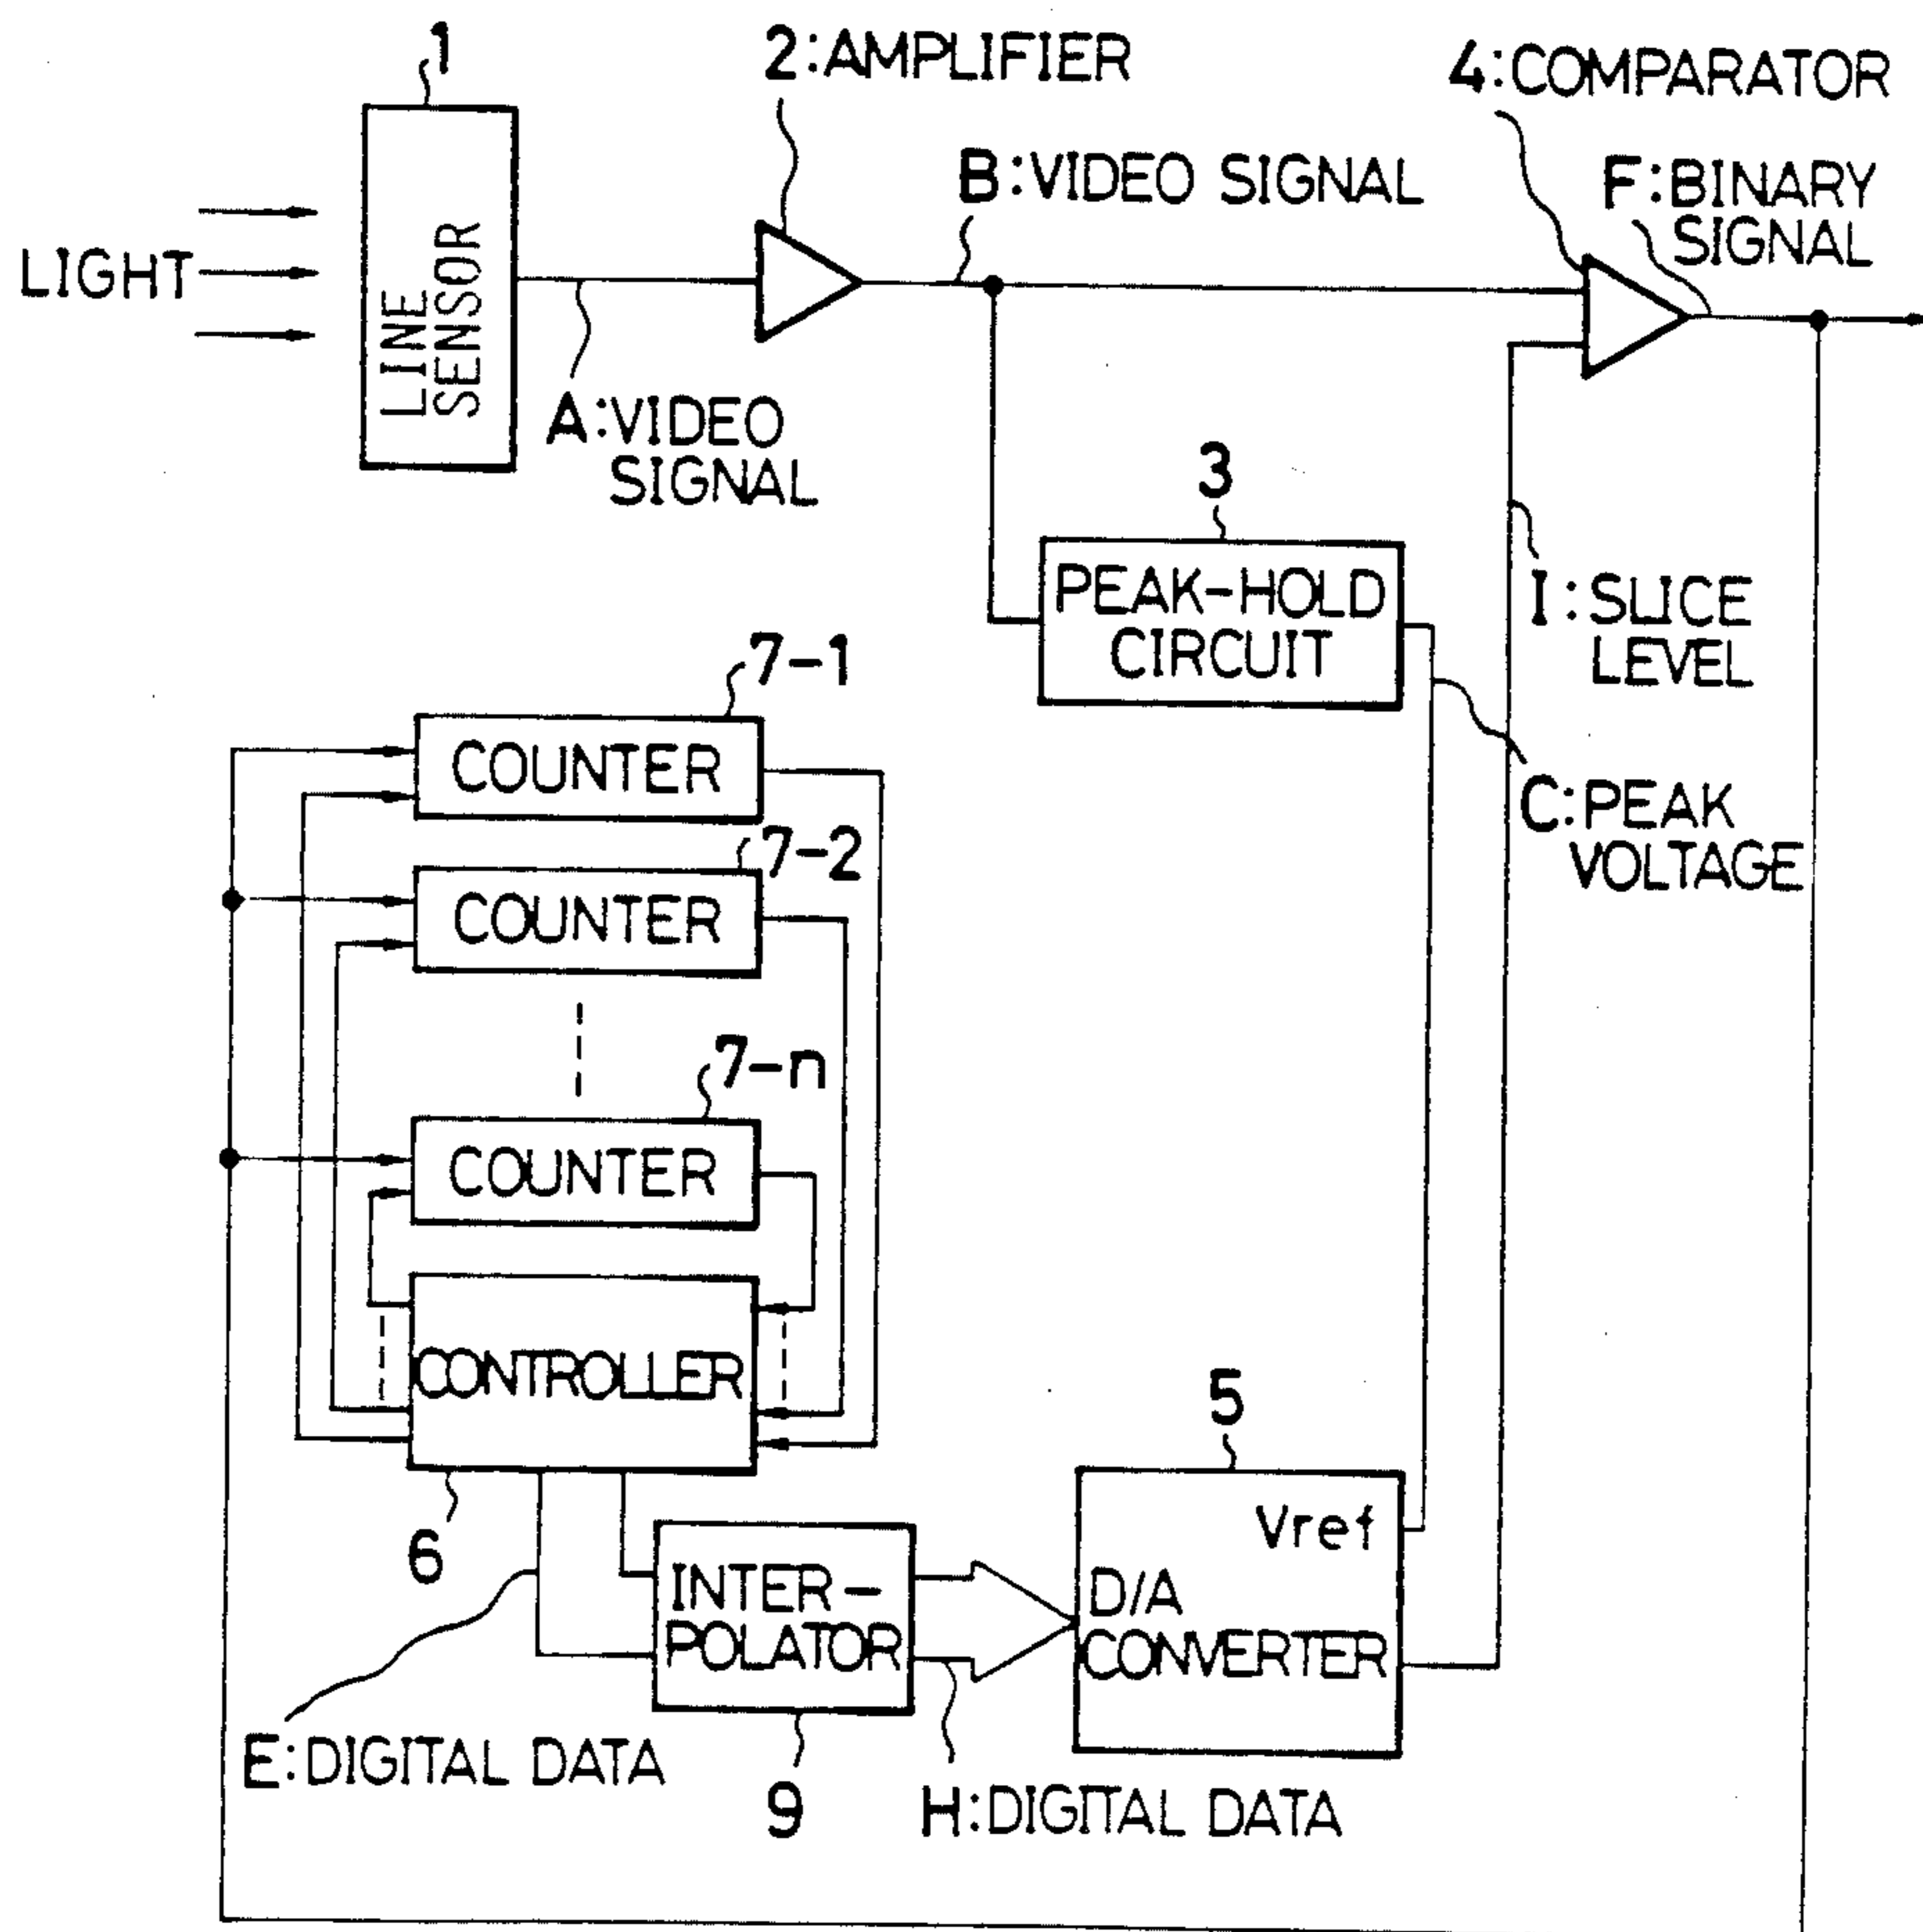 1
2:AMPLIFIER
4:COMPARATOR
B:VIDEO SIGNAL
F:BINARY
SIGNAL
LIGHT
LINE
SENSOR
A:VIDEO
SIGNAL
3
PEAK-HOLD
CIRCUIT
I:SLICE
LEVEL
7-1
COUNTER
C:PEAK
VOLTAGE
7-2
COUNTER
7-n
COUNTER
CONTROLLER
5
6
Vref
INTER-
POLATOR
D/A
CONVERTER
E:DIGITAL DATA
9
H:DIGITAL DATA